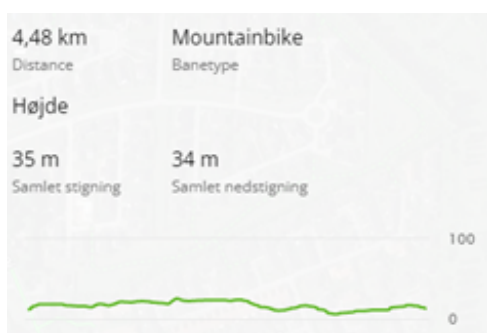 4,48 km Mountainbike
Distance Banetype
Højde
35 m 34 m
Samlet stigning Samlet nedstigning
100
0